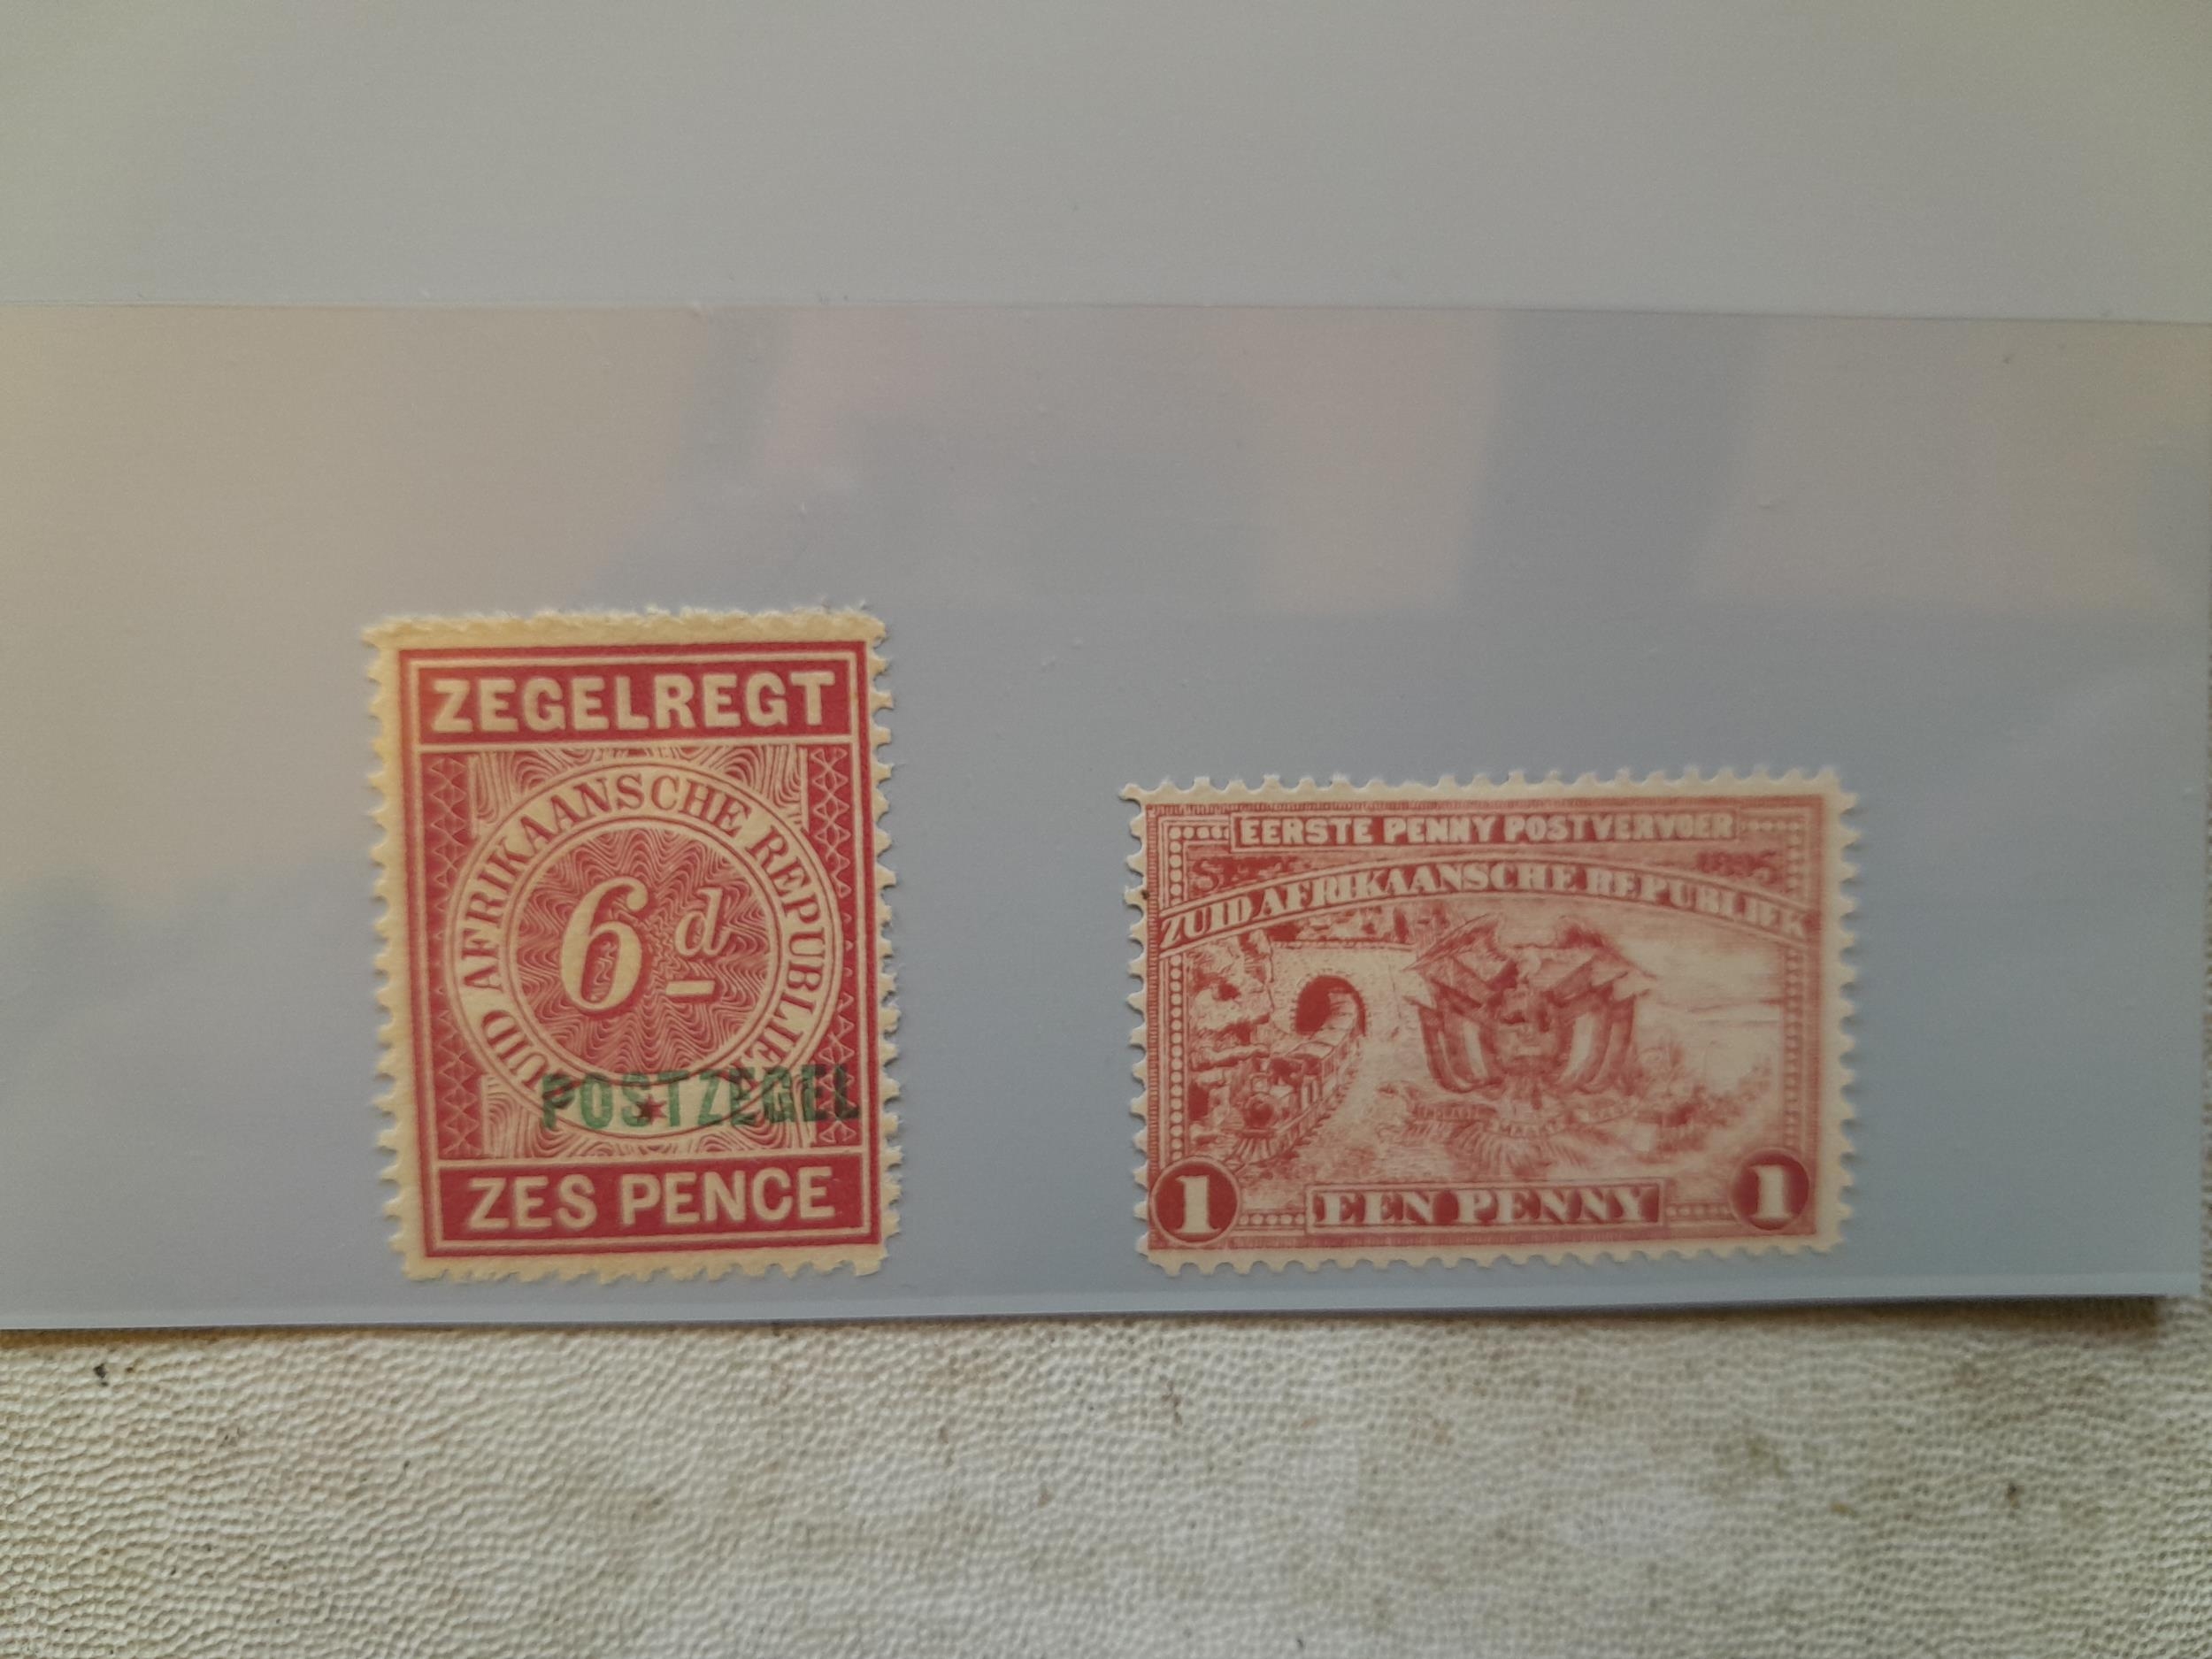 ZEGELREGT
ZUID AFRIKAANSCHE REPUBLIEK
6d
POSTZEGEL
ZES PENCE
EERSTE PENNY POSTVERVOER
1895
ZUID AFRIKAANSCHE REPUBLIEK
1 EEN PENNY 1